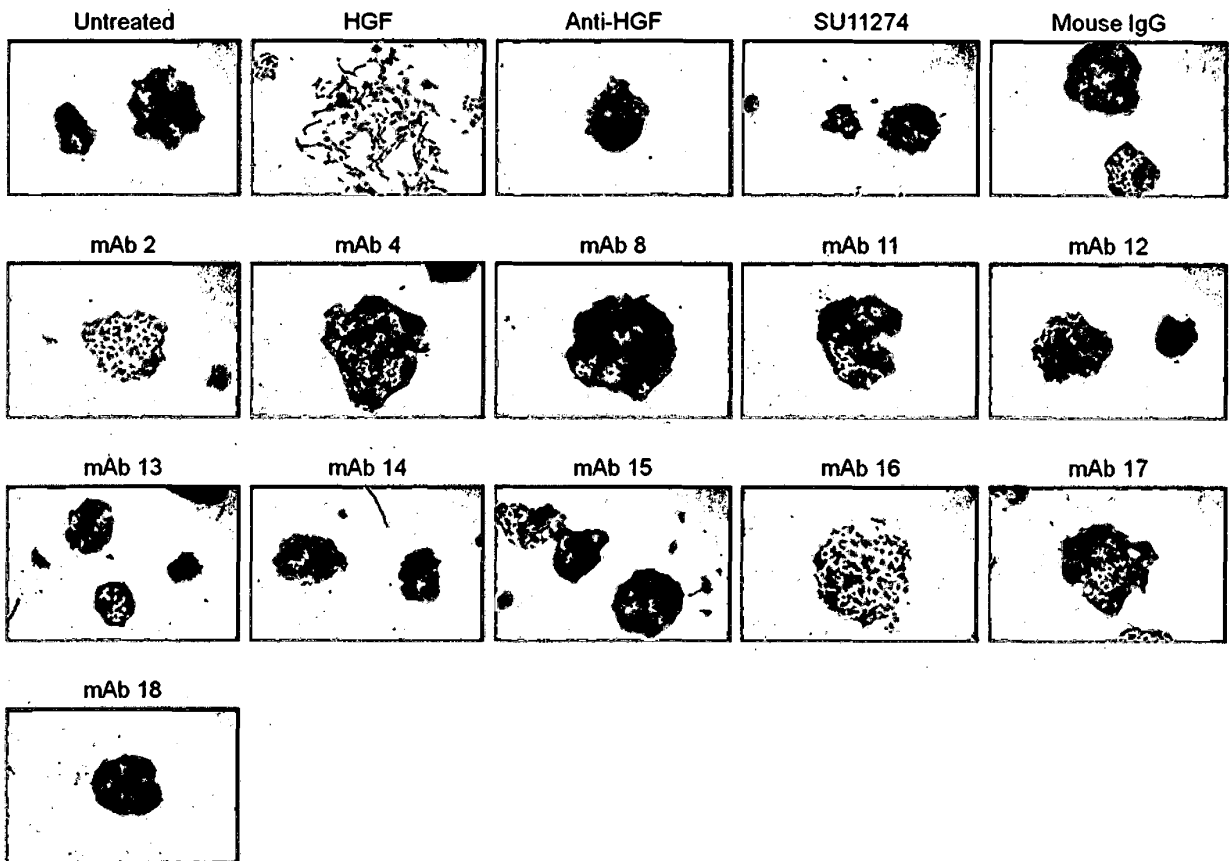 Untreated HGF Anti-HGF SU11274 Mouse IgG
mAb 2 mAb 4 mAb 8 mAb 11 mAb 12
mAb 13 mAb 14 mAb 15 mAb 16 mAb 17
mAb 18